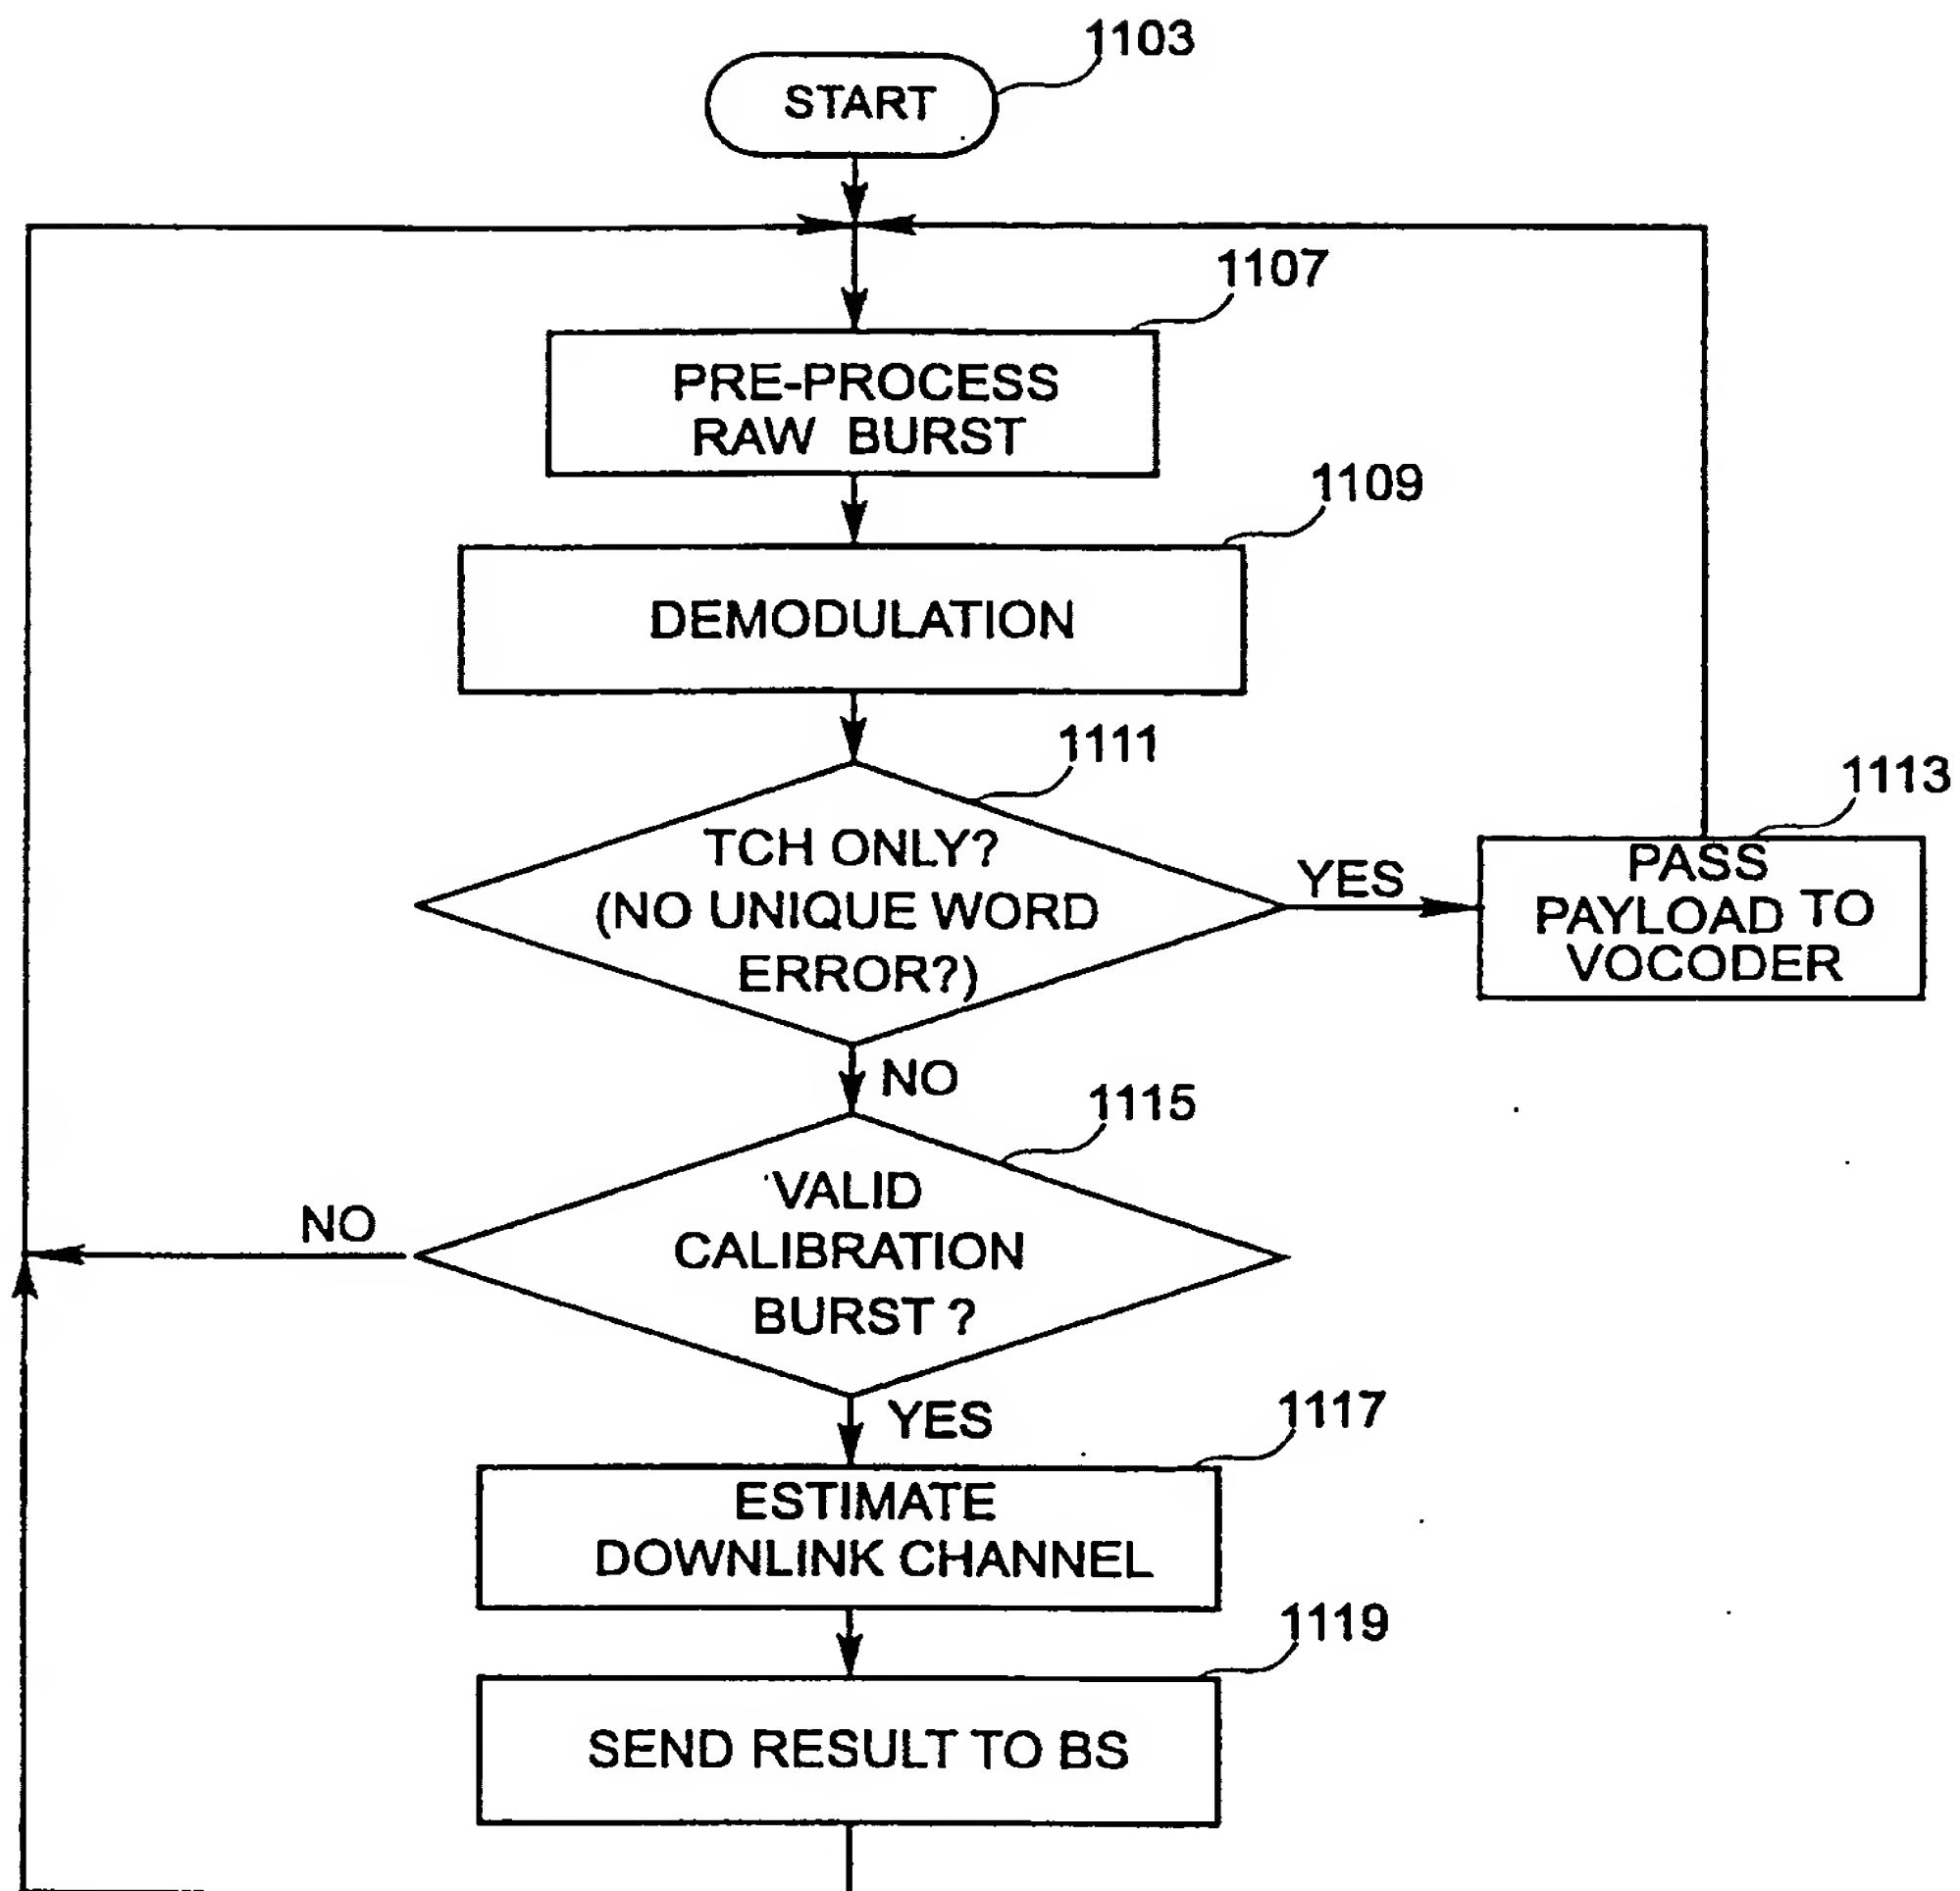 1103
START
1107
PRE-PROCESS
RAW BURST
1109
DEMODULATION
1111
TCH ONLY?
(NO UNIQUE WORD
ERROR?)
YES
1113
PASS
PAYLOAD TO
VOCODER
NO
1115
VALID
CALIBRATION
BURST ?
NO
YES
1117
ESTIMATE
DOWNLINK CHANNEL
1119
SEND RESULT TO BS